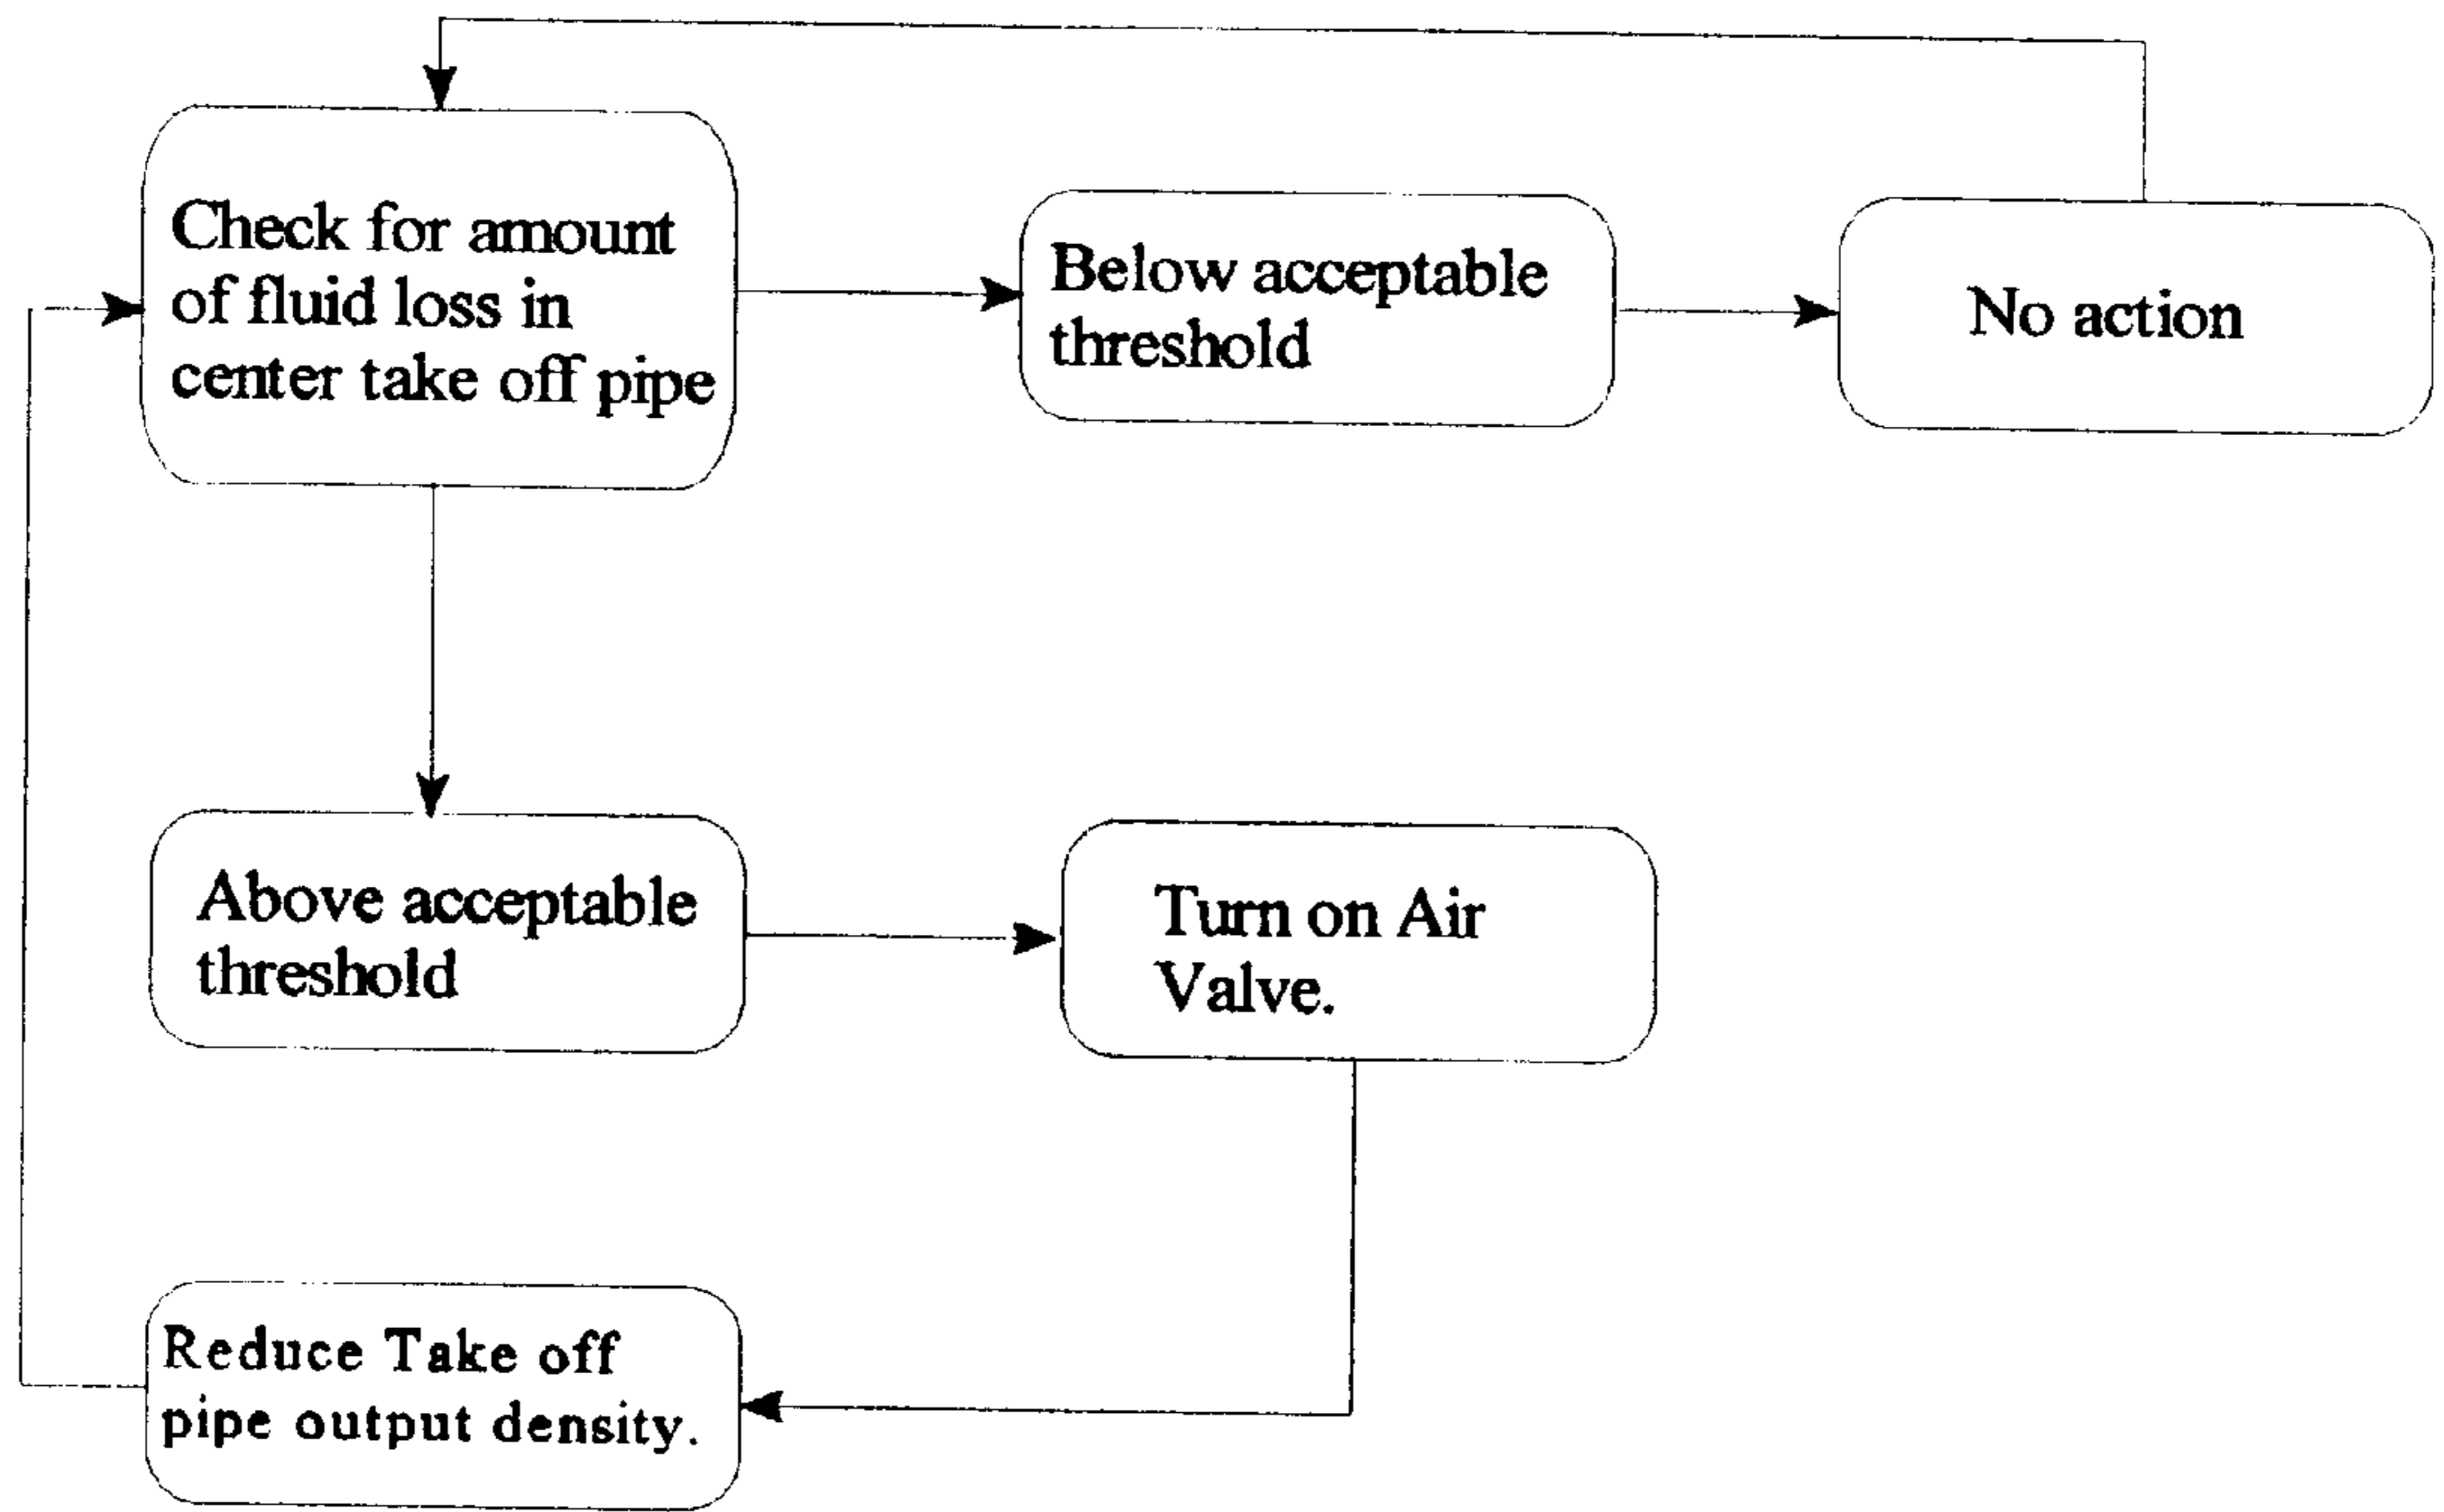 Check for amount
of fluid loss in
center take off pipe
Below acceptable
threshold
No action
Above acceptable
threshold
Turn on Air
Valve.
Reduce Take off
pipe output density.